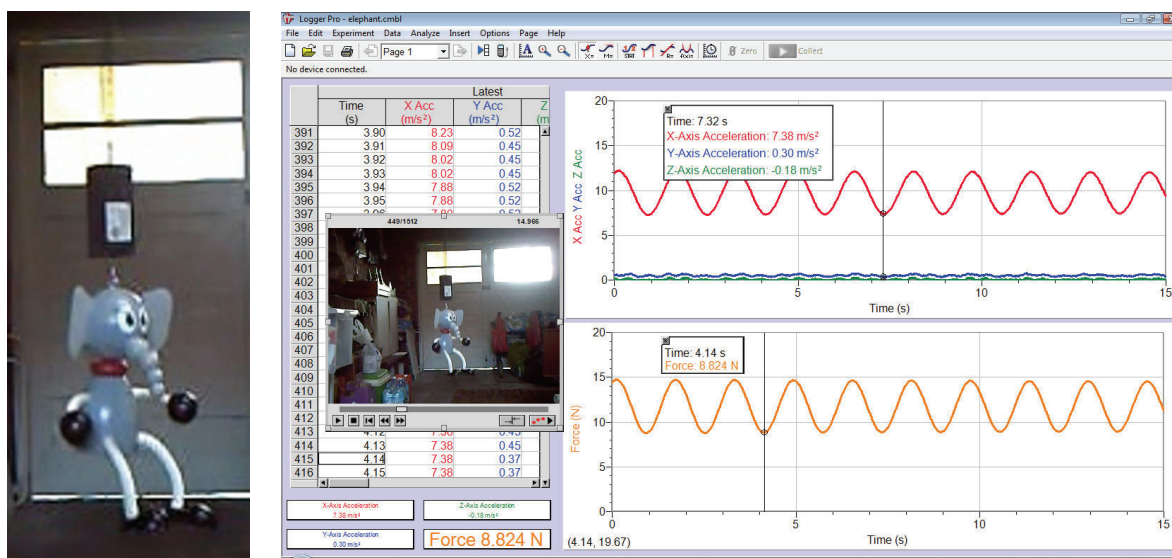 Logger Pro - elephant.cmbl
File Edit Experiment Data Analyze Insert Options Page Help
Page 1
Zero
Collect
No device connected.
Latest
Time X Acc Y Acc Z
(s) (m/s²) (m/s²) (m
391 3.90 8.23 0.52
392 3.91 8.09 0.45
393 3.92 8.02 0.45
394 3.93 8.02 0.45
395 3.94 7.88 0.52
396 3.95 7.88 0.52
397
398
399
400
401
402
403
404
405
406
407
408
409
410
411
412
413
414 4.13 7.38 0.45
415 4.14 7.38 0.37
416 4.15 7.38 0.37
449/1512 14.966
X-Axis Acceleration
7.38 m/s²
Z-Axis Acceleration
-0.18 m/s²
Y-Axis Acceleration
0.30 m/s²
Force 8.824 N
X Acc Y Acc Z Acc
20
15
10
5
0
Time: 7.32 s
X-Axis Acceleration: 7.38 m/s²
Y-Axis Acceleration: 0.30 m/s²
Z-Axis Acceleration: -0.18 m/s²
0 5 10 15
Time (s)
Force (N)
20
15
10
5
0
Time: 4.14 s
Force: 8.824 N
0 5 10 15
(4.14, 19.67)
Time (s)